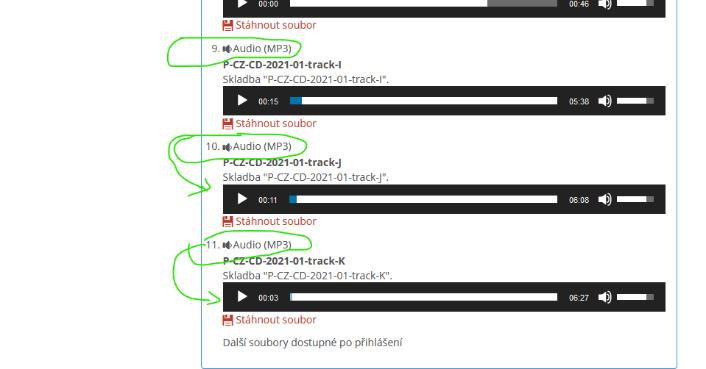 00:00 00:46
Stáhnout soubor
9. Audio (MP3)
P-CZ-CD-2021-01-track-I
Skladba "P-CZ-CD-2021-01-track-I".
00:15 05:38
Stáhnout soubor
10. Audio (MP3)
P-CZ-CD-2021-01-track-J
Skladba "P-CZ-CD-2021-01-track-J".
00:11 06:08
Stáhnout soubor
11. Audio (MP3)
P-CZ-CD-2021-01-track-K
Skladba "P-CZ-CD-2021-01-track-K".
00:03 06:27
Stáhnout soubor
Další soubory dostupné po přihlášení